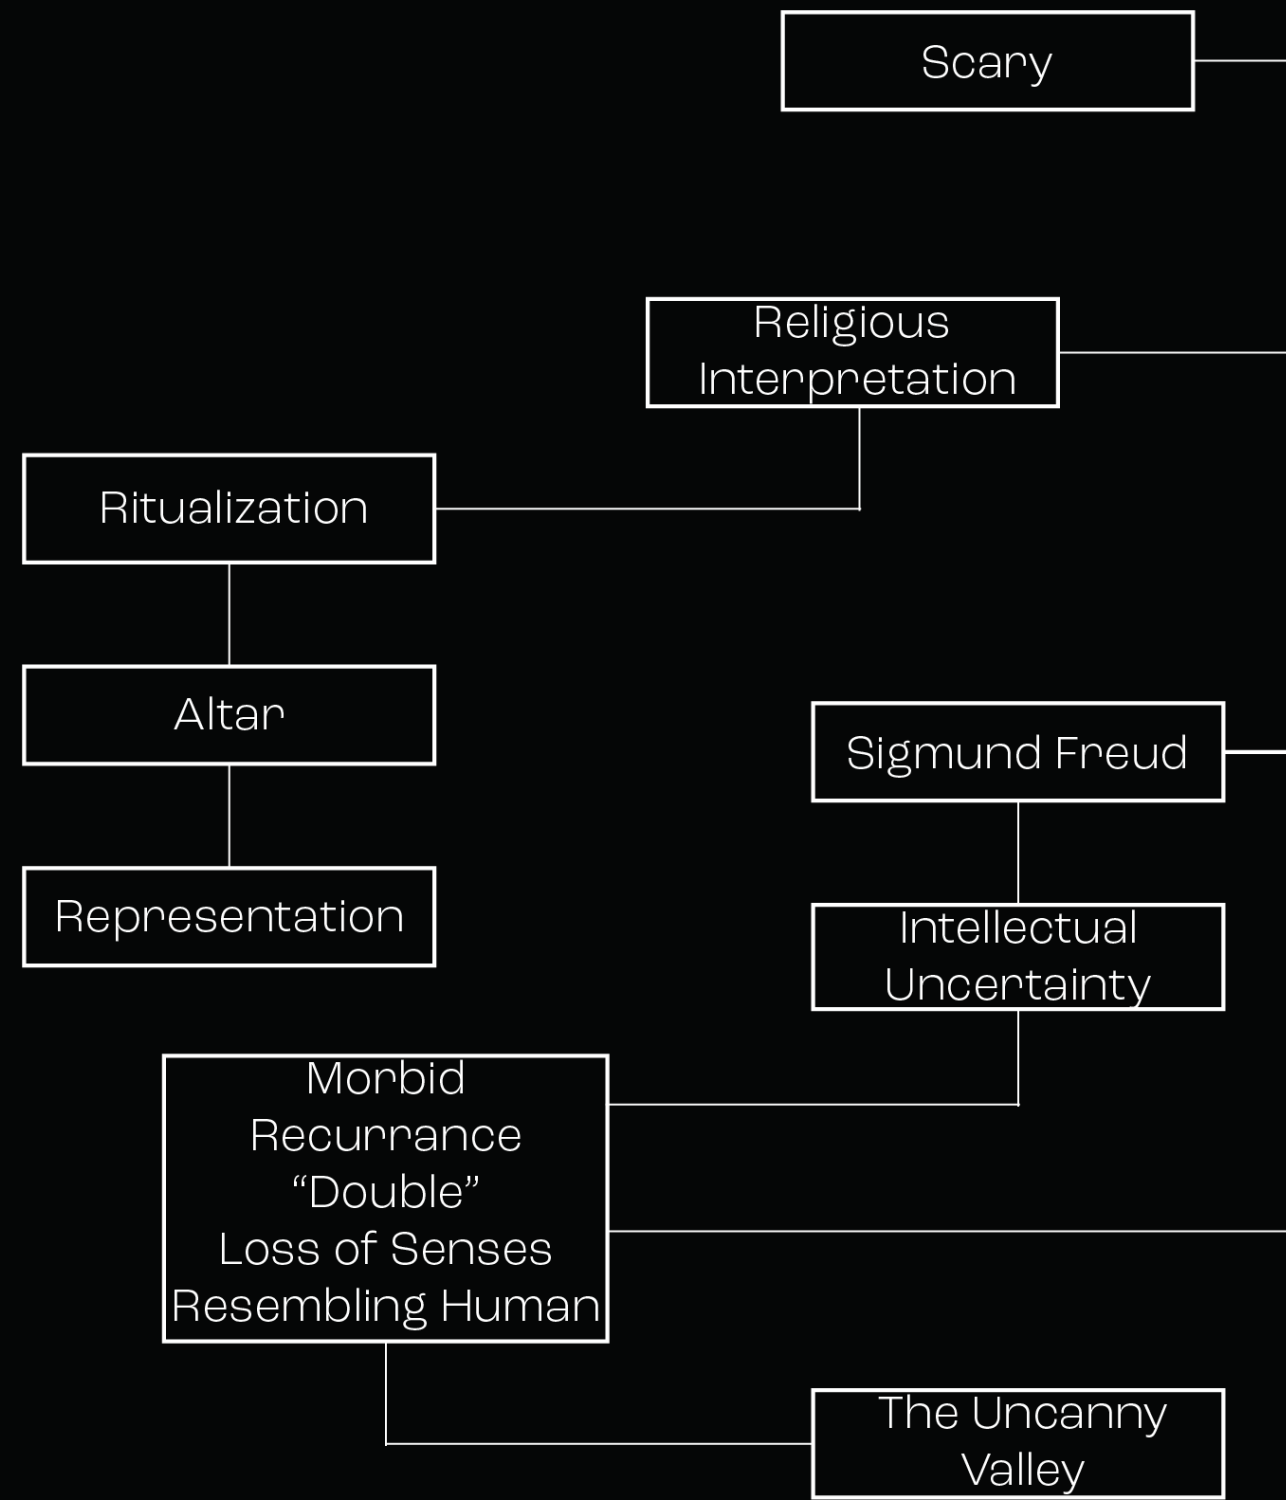 Scary
Religious
Interpretation
Ritualization
Altar
Representation
Sigmund Freud
Intellectual
Uncertainty
Morbid
Recurrance
“Double”
Loss of Senses
Resembling Human
The Uncanny
Valley